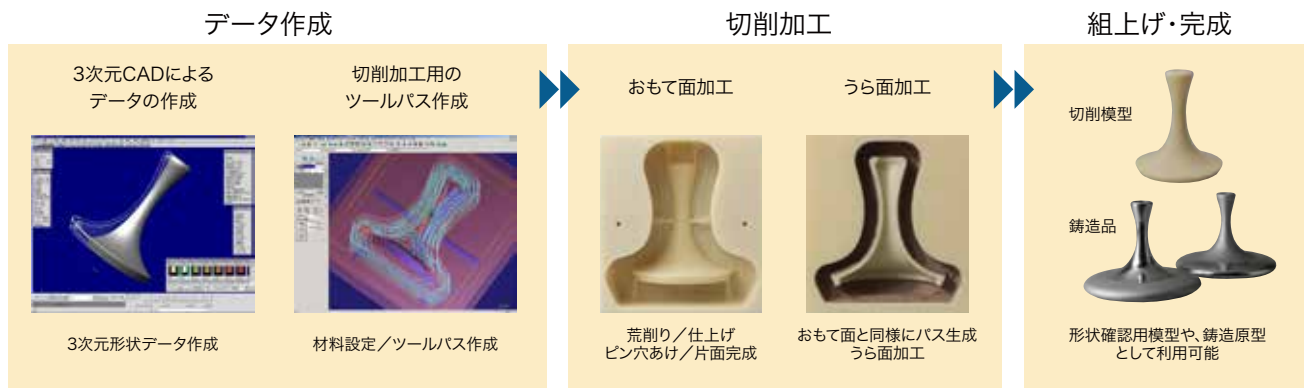 データ作成
切削加工
組上げ・完成
3次元CADによる
データの作成
切削加工用の
ツールパス作成
おもて面加工
うら面加工
切削模型
鋳造品
3次元形状データ作成
材料設定／ツールパス作成
荒削り／仕上げ
ピン穴あけ／片面完成
おもて面と同様にパス生成
うら面加工
形状確認用模型や、鋳造原型
として利用可能